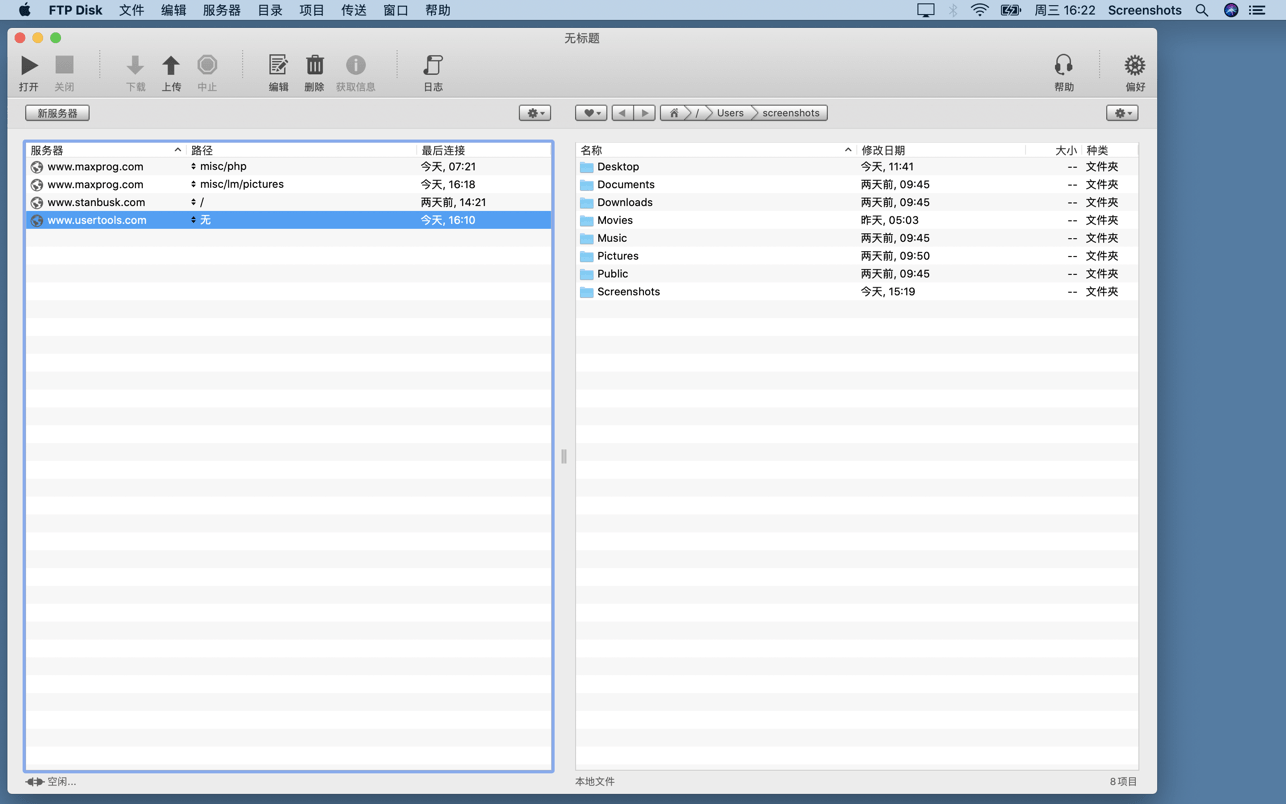 FTP Disk 文件 编辑 服务器 目录 项目 传送 窗口 帮助 周三 16:22 Screenshots
无标题
打开 关闭 下载 上传 中止 编辑 删除 获取信息 日志 帮助 偏好
新服务器 / Users screenshots
服务器 路径 最后连接
www.maxprog.com misc/php 今天, 07:21
www.maxprog.com misc/lm/pictures 今天, 16:18
www.stanbusk.com / 两天前, 14:21
www.usertools.com 无 今天, 16:10
名称 修改日期 大小 种类
Desktop 今天, 11:41 -- 文件夹
Documents 两天前, 09:45 -- 文件夹
Downloads 两天前, 09:45 -- 文件夹
Movies 昨天, 05:03 -- 文件夹
Music 两天前, 09:45 -- 文件夹
Pictures 两天前, 09:50 -- 文件夹
Public 两天前, 09:45 -- 文件夹
Screenshots 今天, 15:19 -- 文件夹
空闲... 本地文件 8项目